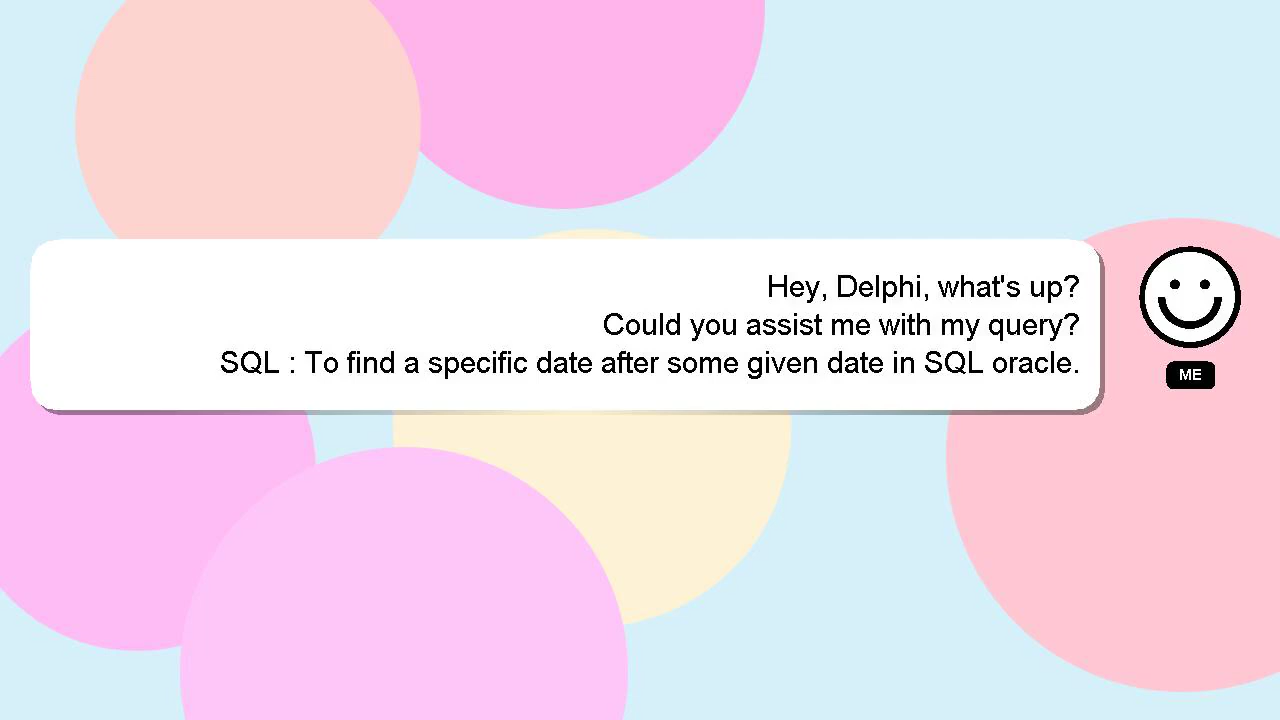 Hey, Delphi, what's up?
Could you assist me with my query?
SQL : To find a specific date after some given date in SQL oracle.
ME